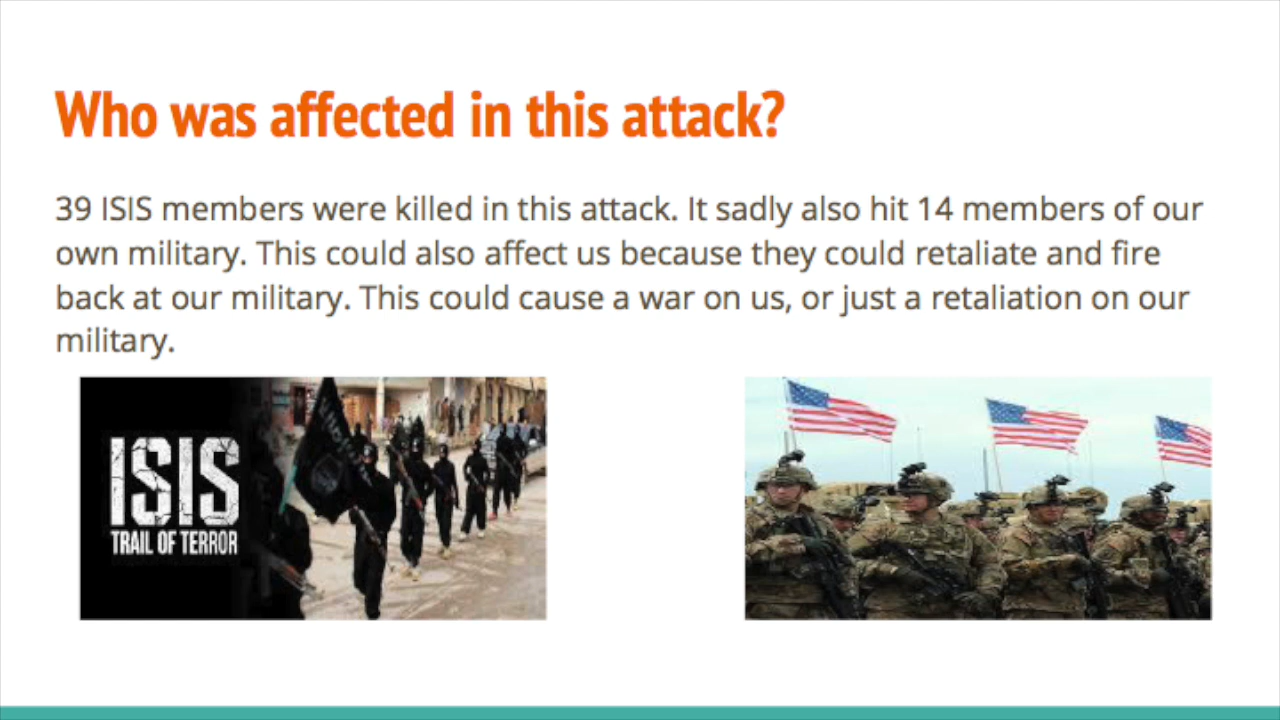 Who was affected in this attack?
39 ISIS members were killed in this attack. It sadly also hit 14 members of our
own military. This could also affect us because they could retaliate and fire
back at our military. This could cause a war on us, or just a retaliation on our
military.
ISIS
TRAIL OF TERROR